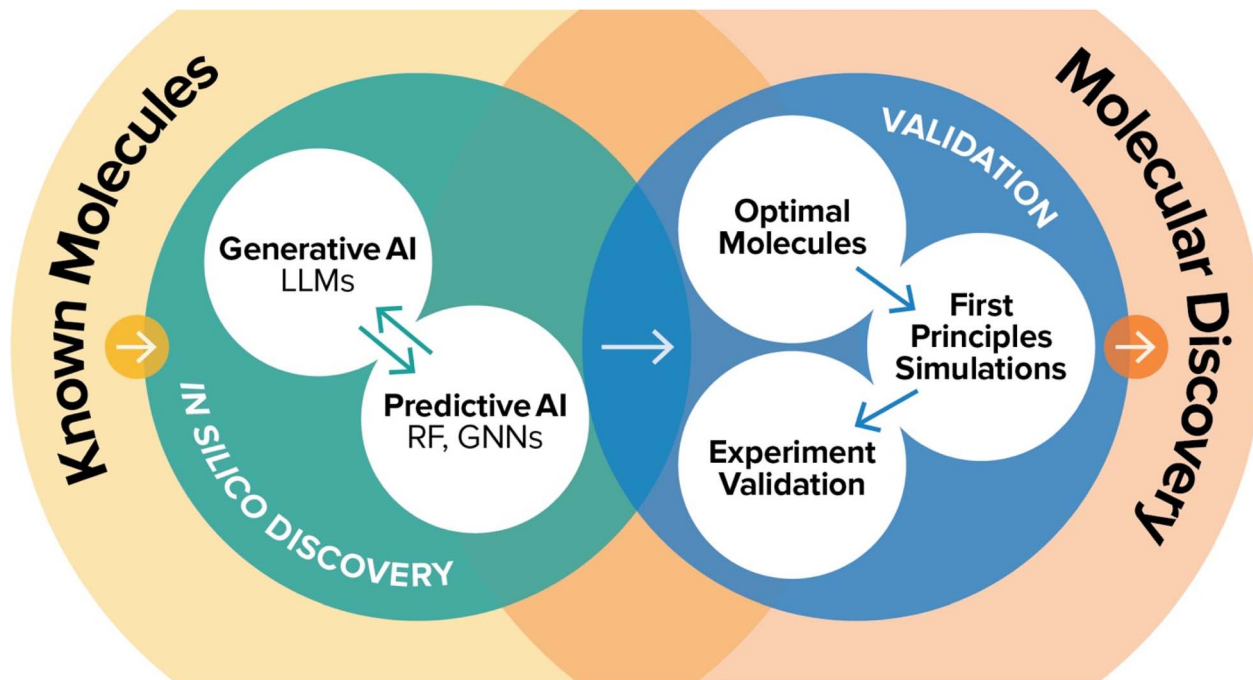 Known Molecules
Generative AI
LLMs
Predictive AI
RF, GNNs
IN SILICO DISCOVERY
VALIDATION
Optimal
Molecules
First
Principles
Simulations
Experiment
Validation
Molecular Discovery